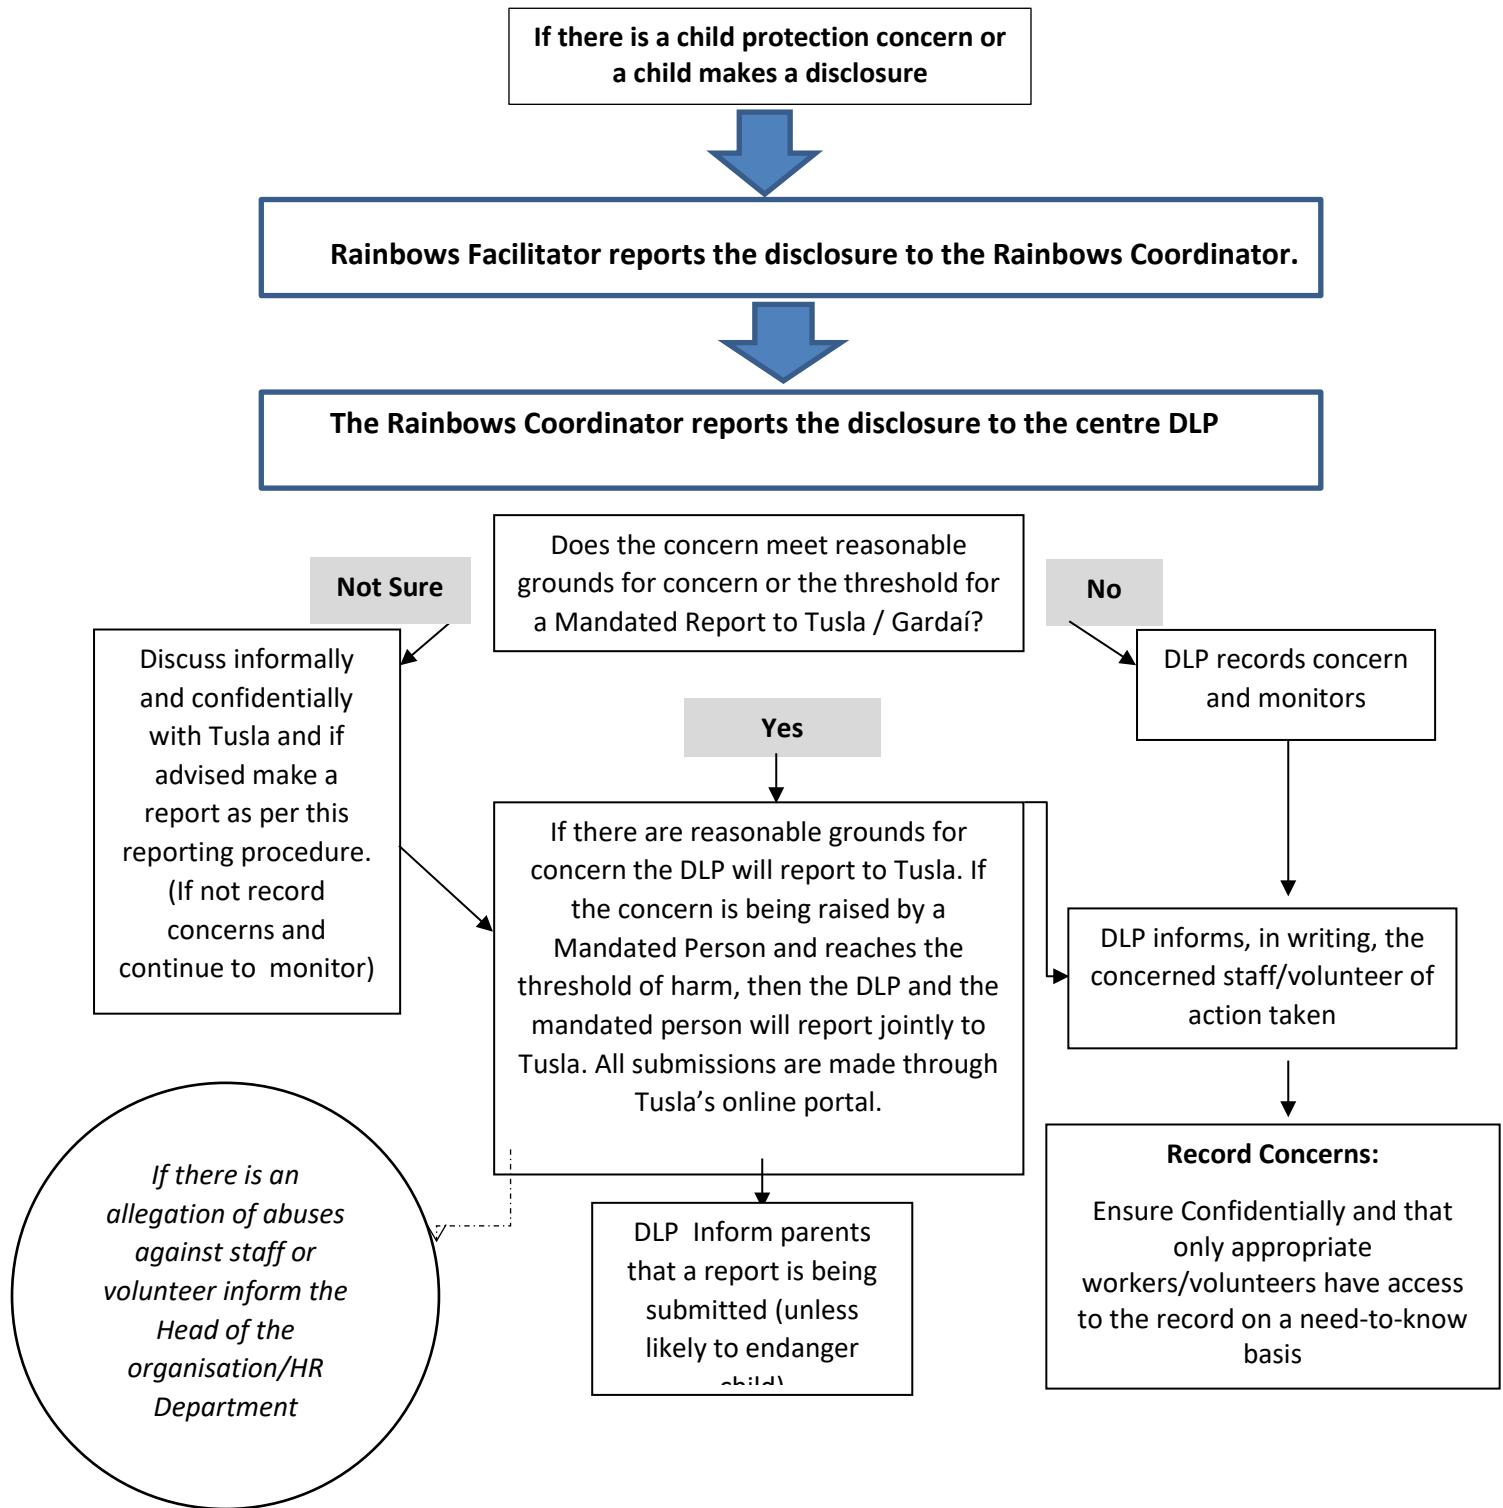 If there is a child protection concern or
a child makes a disclosure
Rainbows Facilitator reports the disclosure to the Rainbows Coordinator.
The Rainbows Coordinator reports the disclosure to the centre DLP
Does the concern meet reasonable
grounds for concern or the threshold for
a Mandated Report to Tusla / Gardaí?
Not Sure
No
Discuss informally
and confidentially
with Tusla and if
advised make a
report as per this
reporting procedure.
(If not record
concerns and
continue to  monitor)
DLP records concern
and monitors
Yes
If there are reasonable grounds for
concern the DLP will report to Tusla. If
the concern is being raised by a
Mandated Person and reaches the
threshold of harm, then the DLP and the
mandated person will report jointly to
Tusla. All submissions are made through
Tusla’s online portal.
DLP informs, in writing, the
concerned staff/volunteer of
action taken
If there is an
allegation of abuses
against staff or
volunteer inform the
Head of the
organisation/HR
Department
DLP  Inform parents
that a report is being
submitted (unless
likely to endanger
child)
Record Concerns:
Ensure Confidentially and that
only appropriate
workers/volunteers have access
to the record on a need-to-know
basis